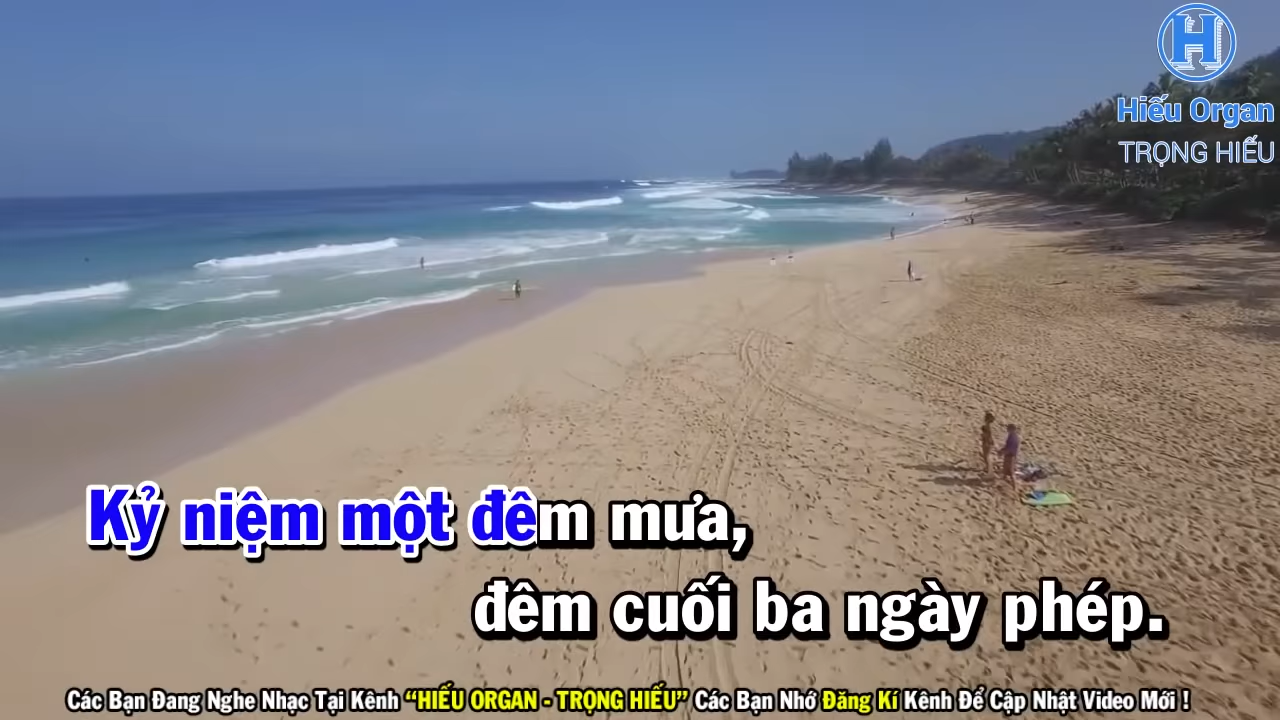 H
Hiếu Organ
TRỌNG HIẾU
Kỷ niệm một đêm mưa,
đêm cuối ba ngày phép.
Các Bạn Đang Nghe Nhạc Tại Kênh “HIẾU ORGAN - TRỌNG HIẾU” Các Bạn Nhớ Đăng Kí Kênh Để Cập Nhật Video Mới !